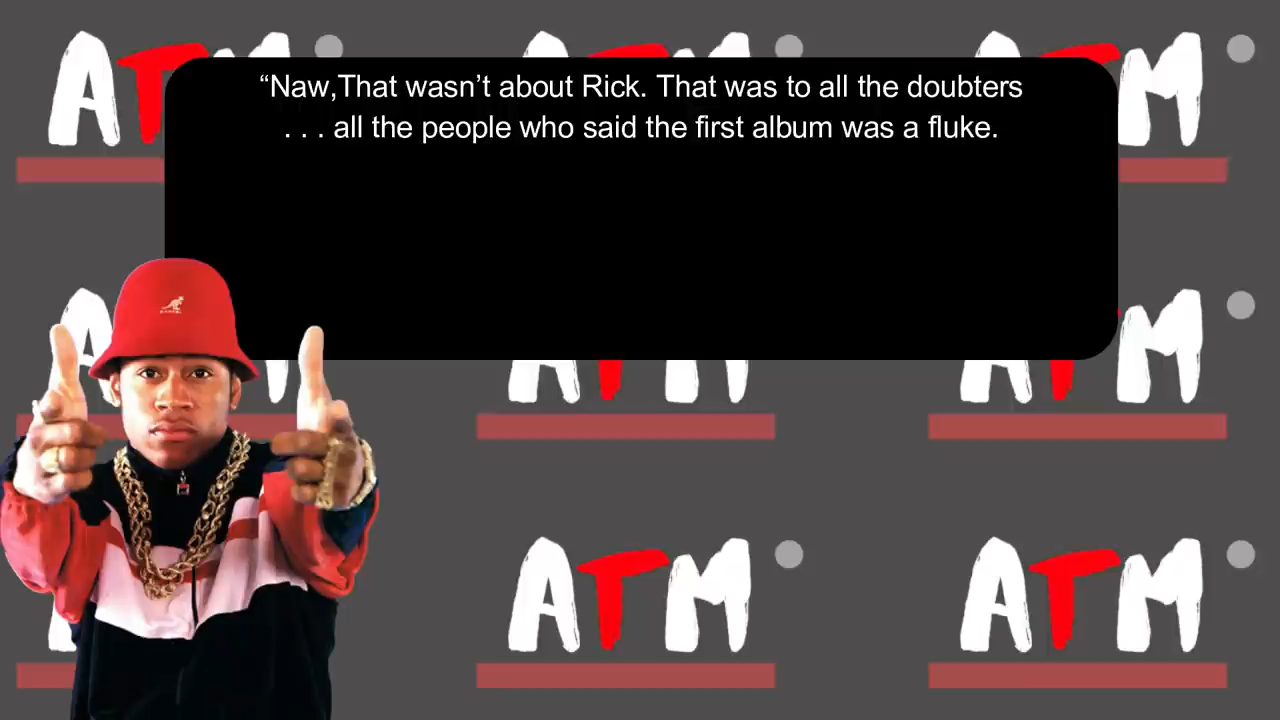 ATM ATM ATM
“Naw,That wasn’t about Rick. That was to all the doubters
. . . all the people who said the first album was a fluke.
ATM ATM
ATM ATM